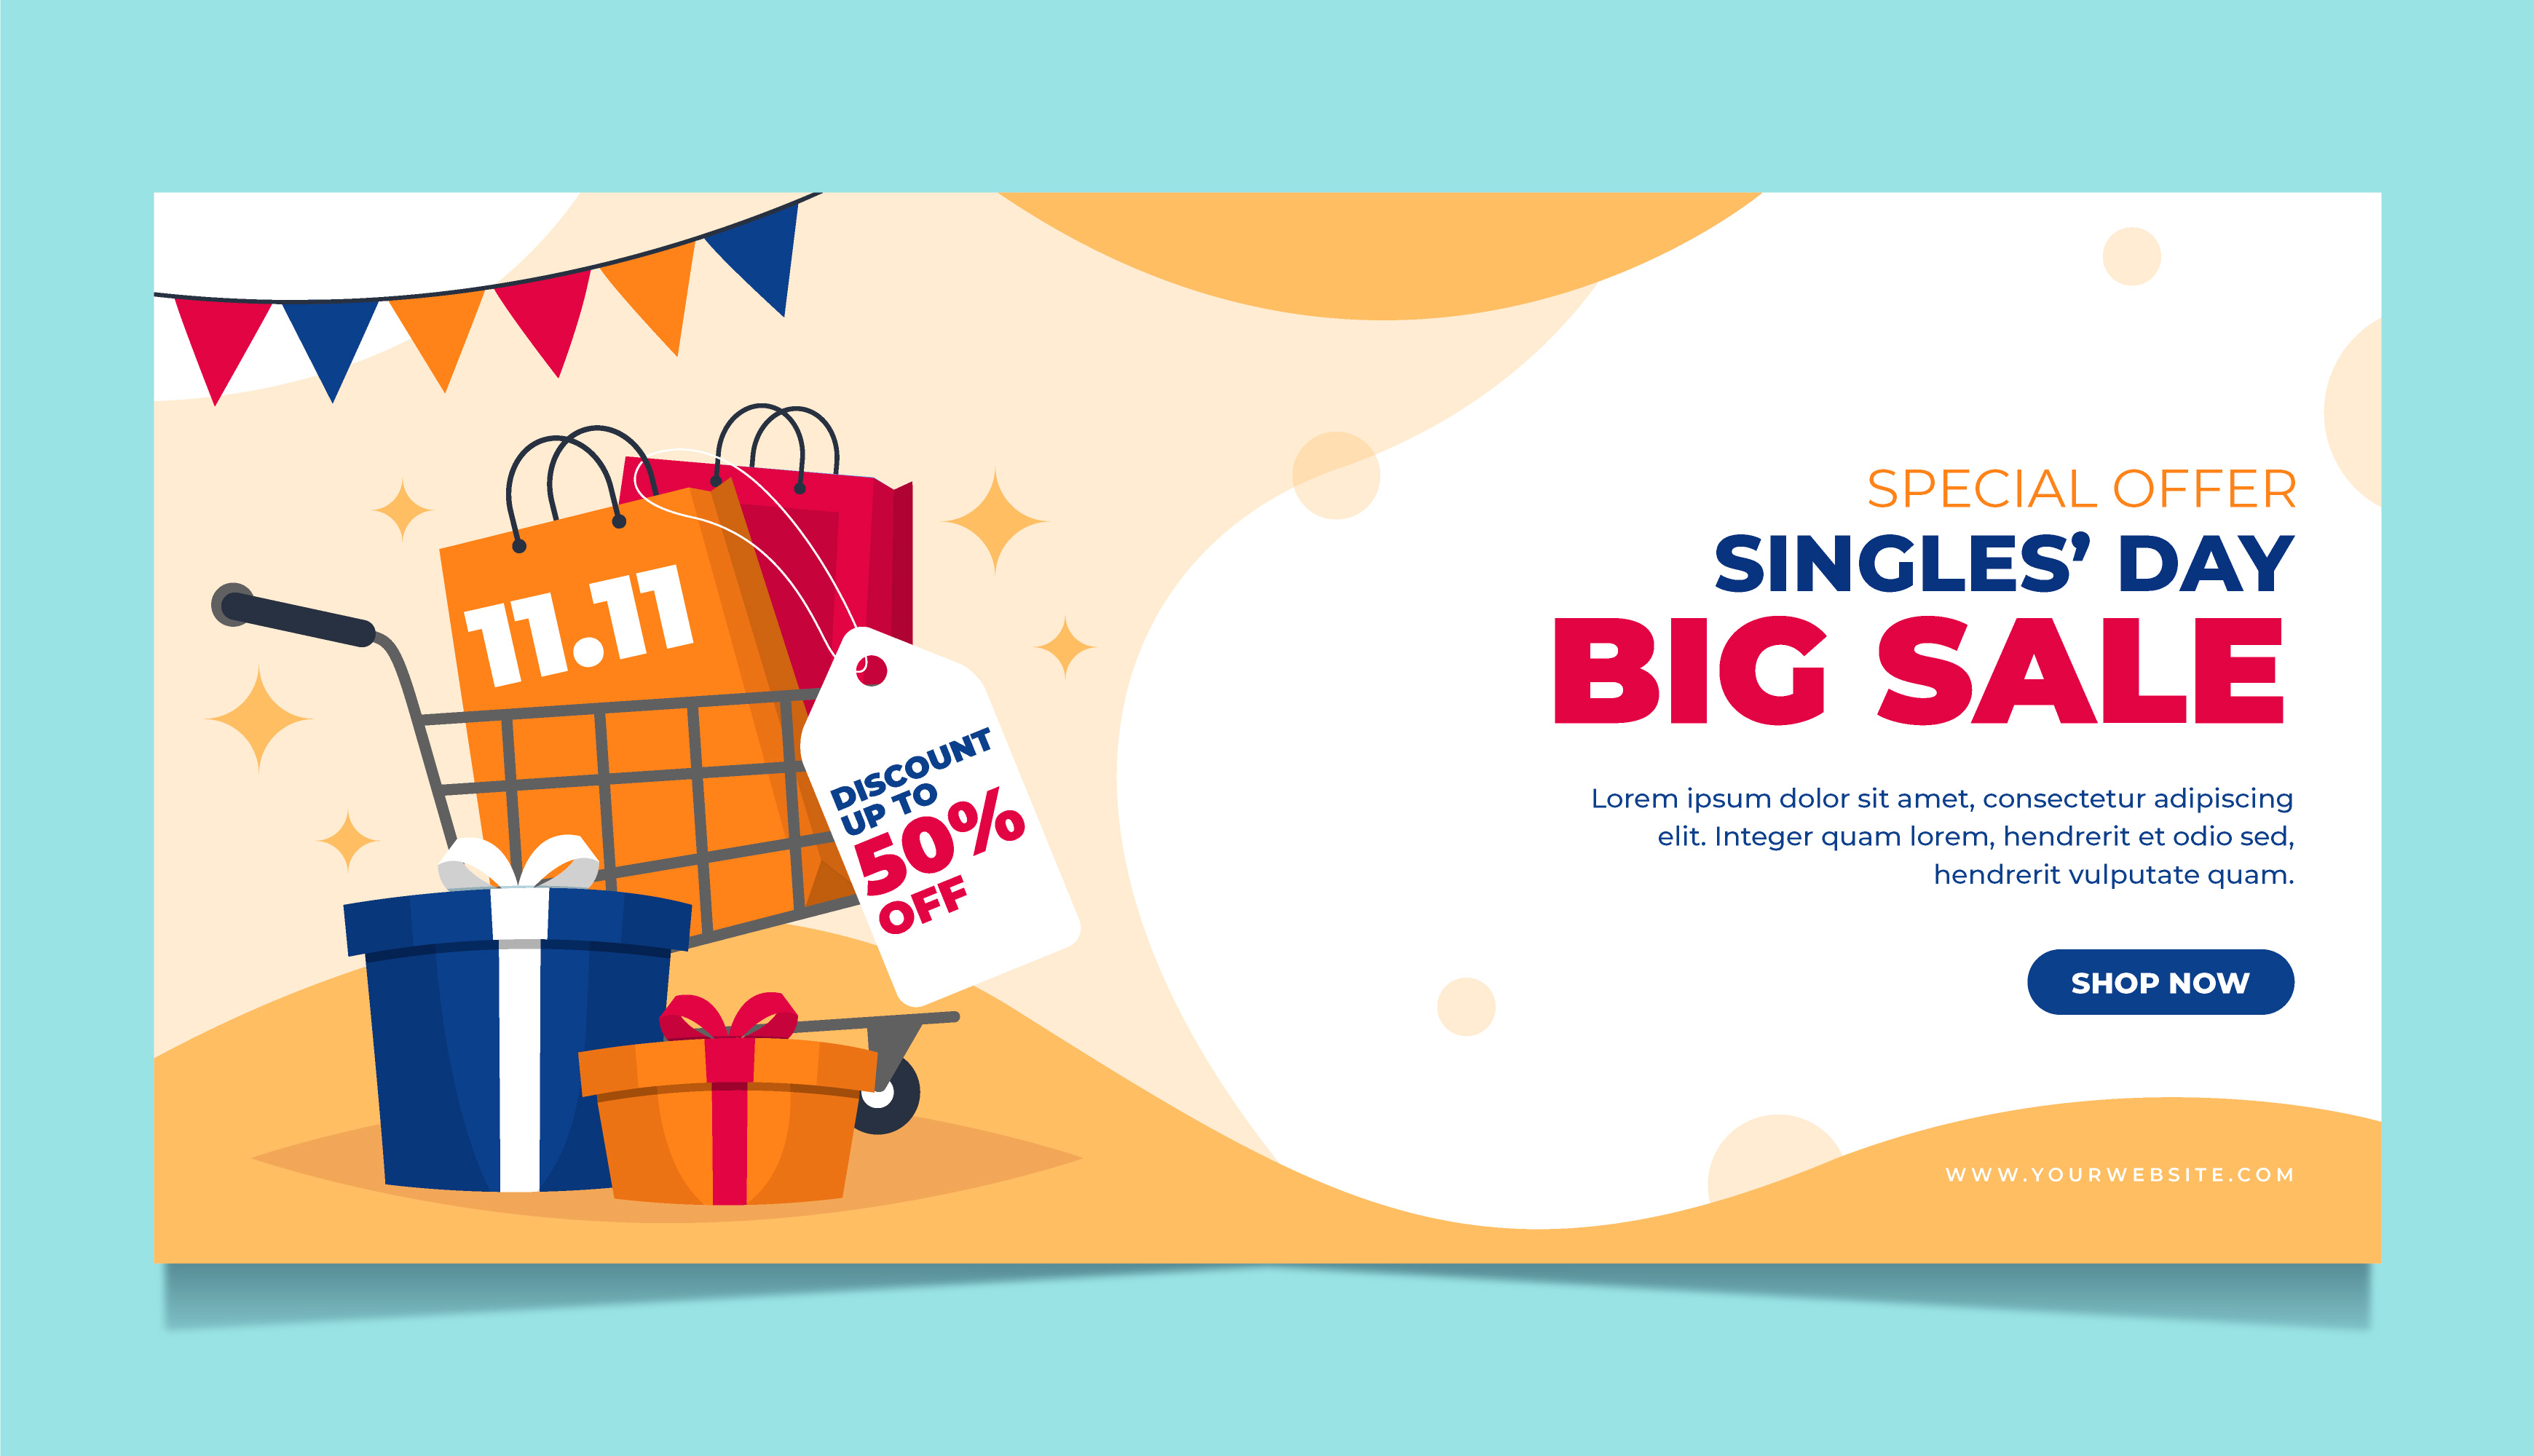 11.11
DISCOUNT
UP TO
50%
OFF
SPECIAL OFFER
SINGLES’ DAY
BIG SALE
Lorem ipsum dolor sit amet, consectetur adipiscing
elit. Integer quam lorem, hendrerit et odio sed,
hendrerit vulputate quam.
SHOP NOW
WWW.YOURWEBSITE.COM